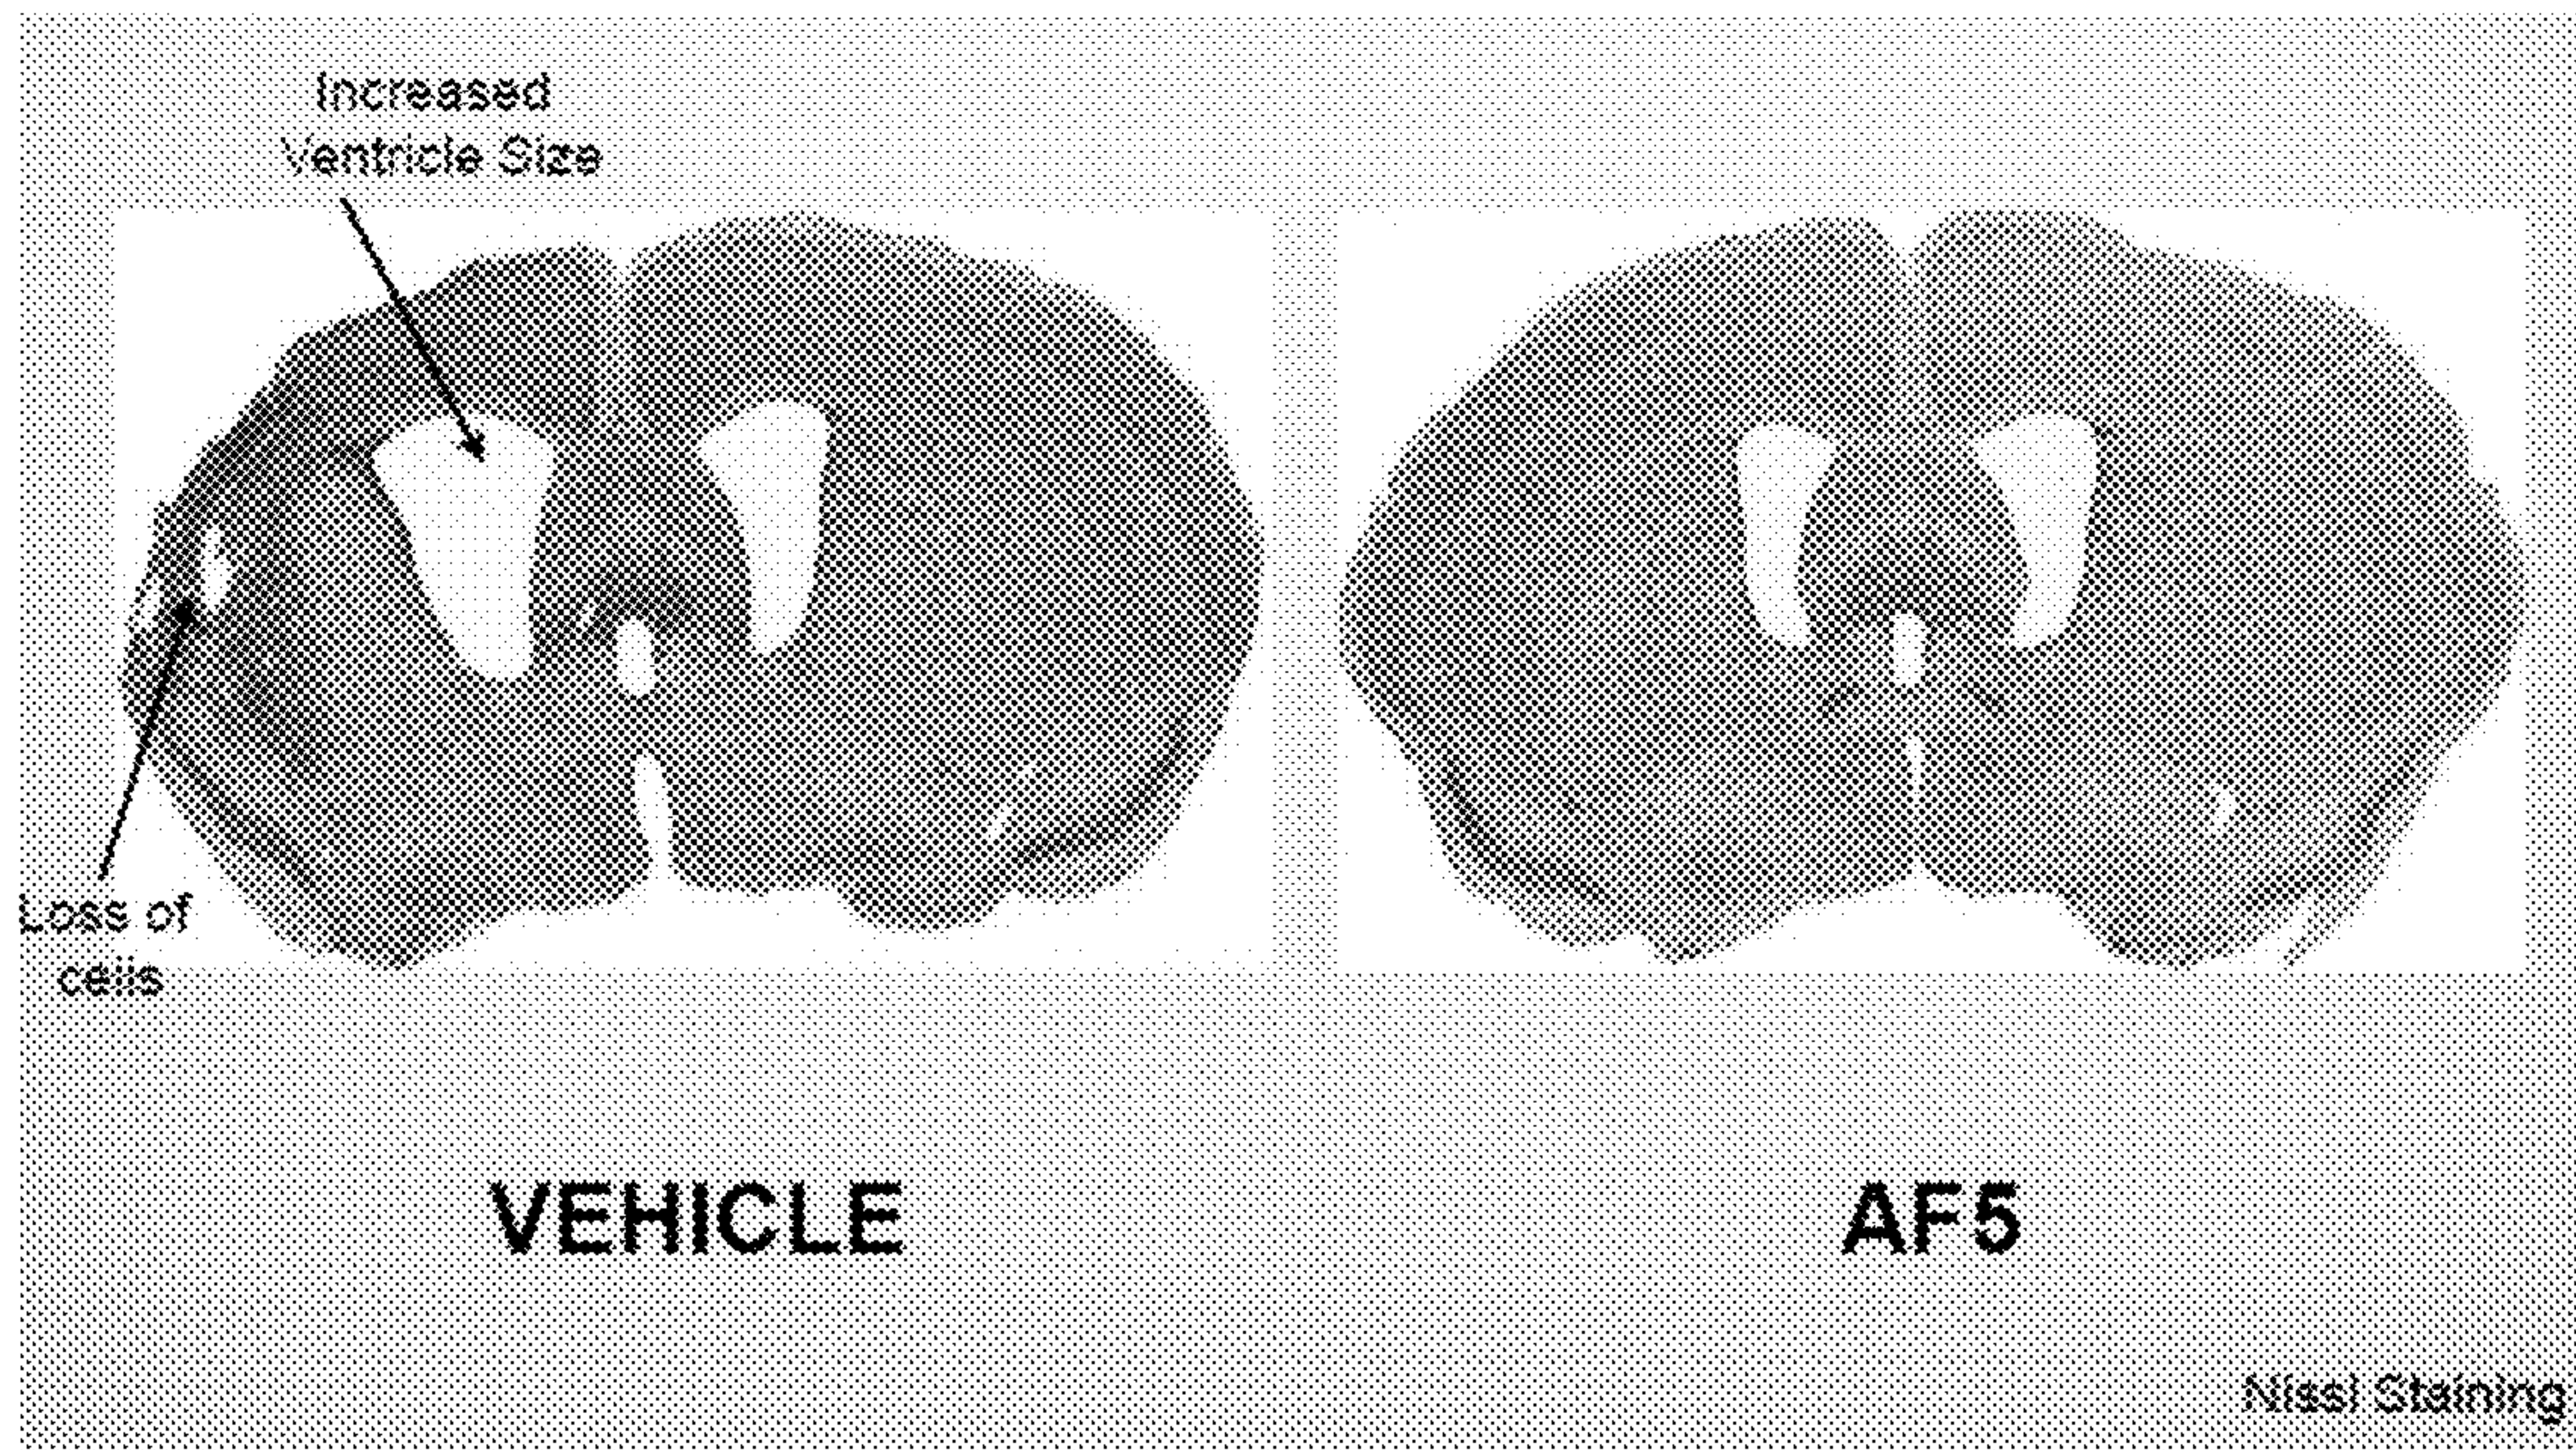 Increased
Ventricle Size
Loss of
cells
VEHICLE
AF5
Nissl Staining